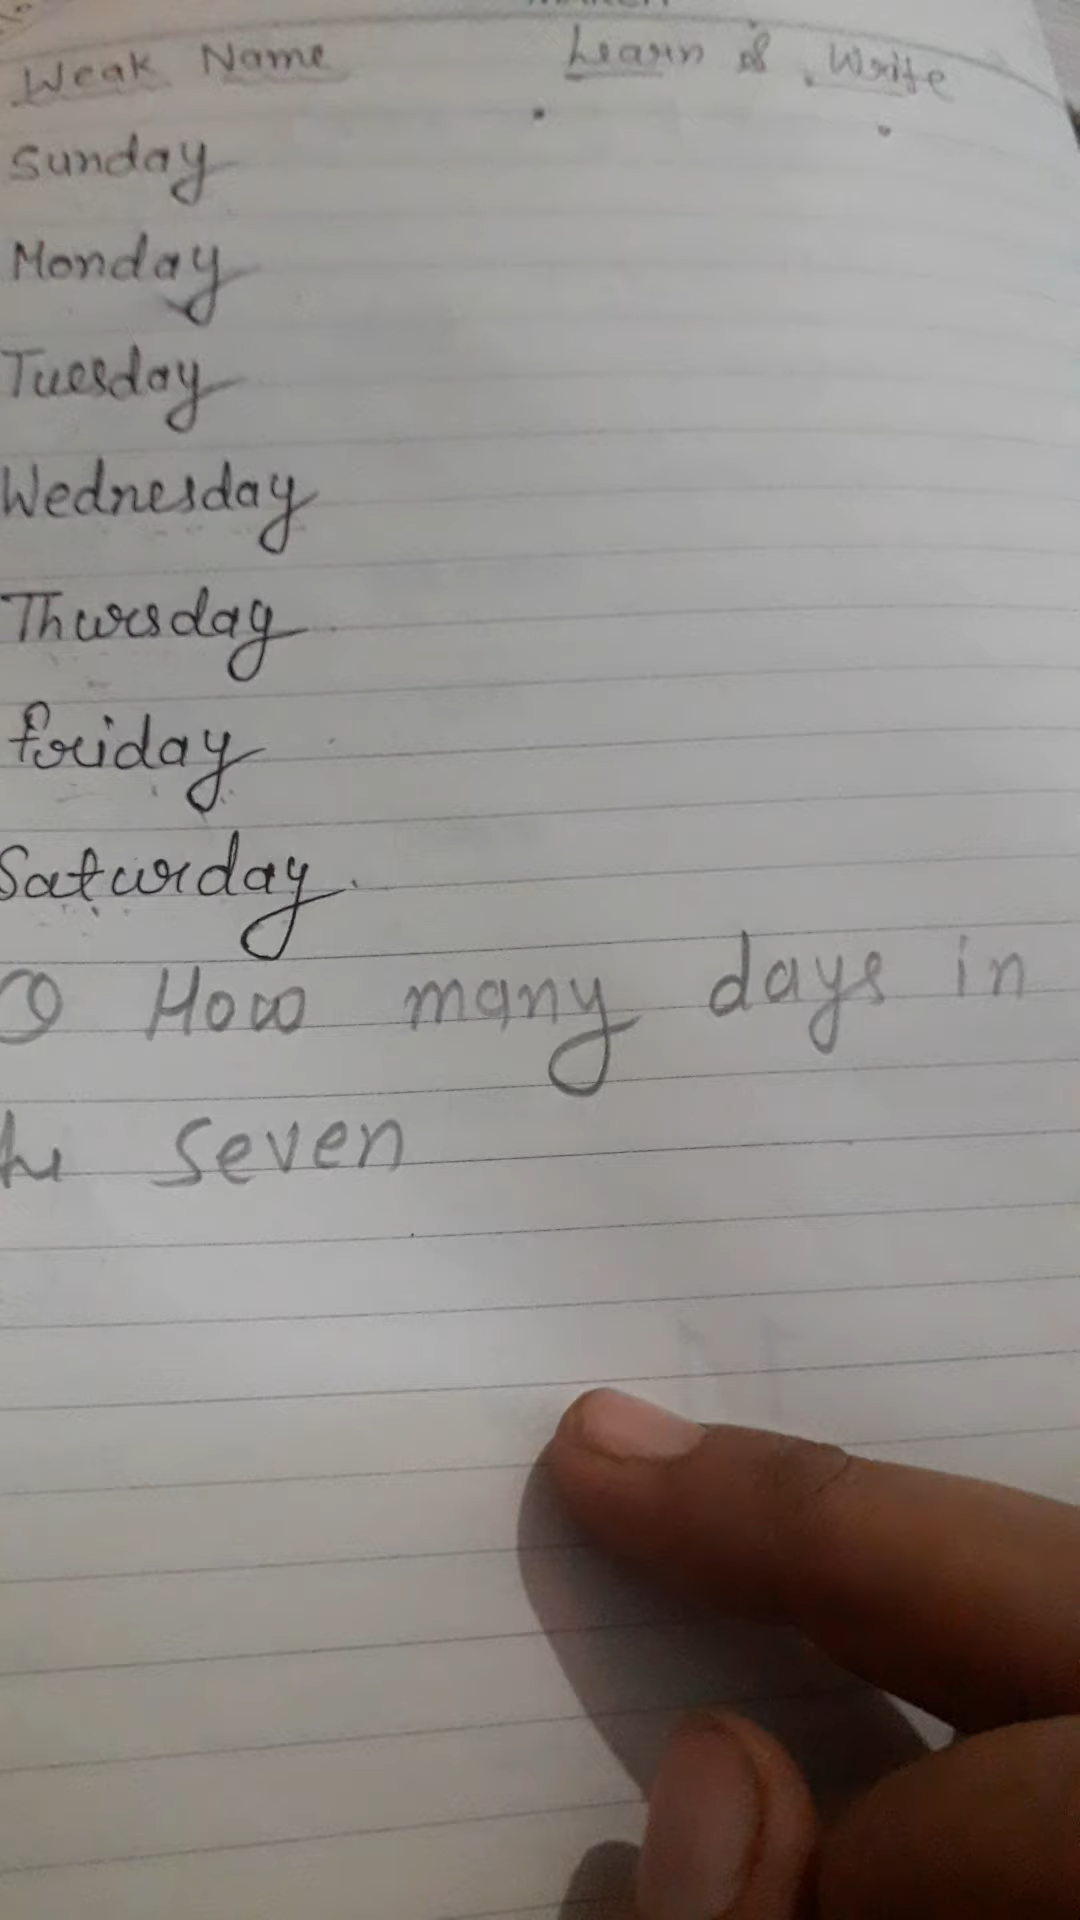 Weak Name Learn & Write
Sunday
Monday
Tuesday
Wednesday
Thursday
friday
Saturday.
Q How many days in
seven